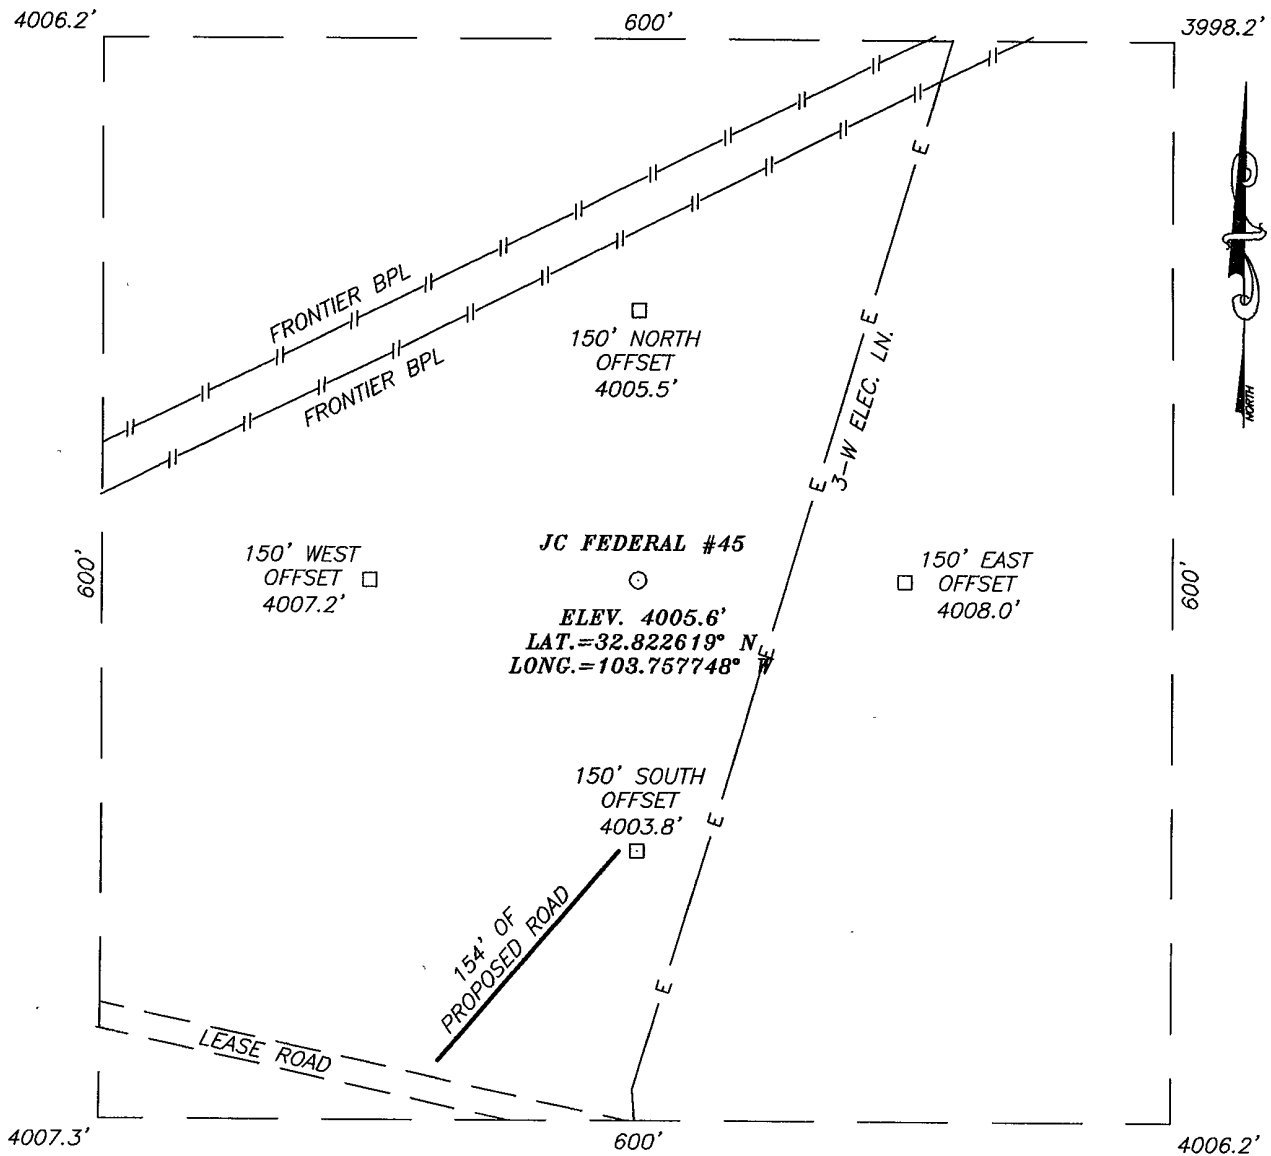 4006.2'
600'
3998.2'
FRONTIER BPL
FRONTIER BPL
150' NORTH
OFFSET
4005.5'
NORTH
E
E
3-W ELEC. LN.
E
E
E
E
600'
150' WEST
OFFSET
4007.2'
JC FEDERAL #45
ELEV. 4005.6'
LAT.=32.822619° N
LONG.=103.757748° W
150' EAST
OFFSET
4008.0'
600'
150' SOUTH
OFFSET
4003.8'
154' OF
PROPOSED ROAD
LEASE ROAD
4007.3'
600'
4006.2'